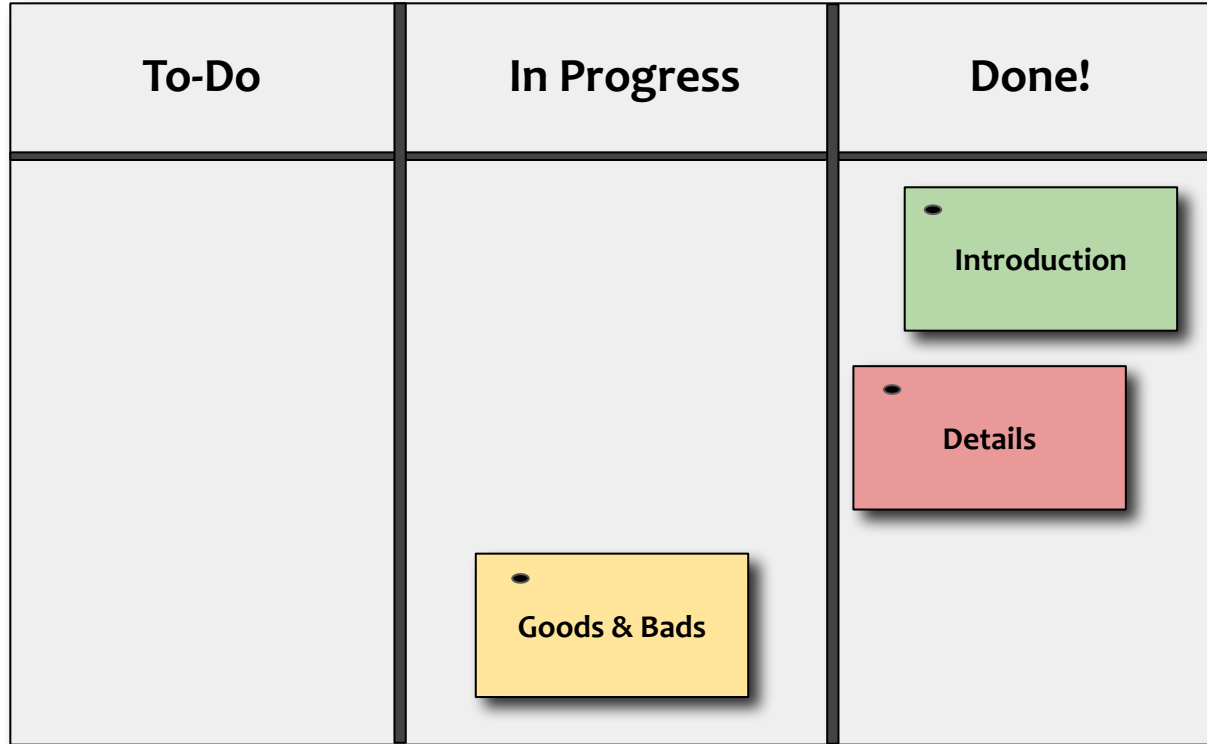 To-Do
In Progress
Done!
Introduction
Details
Goods & Bads